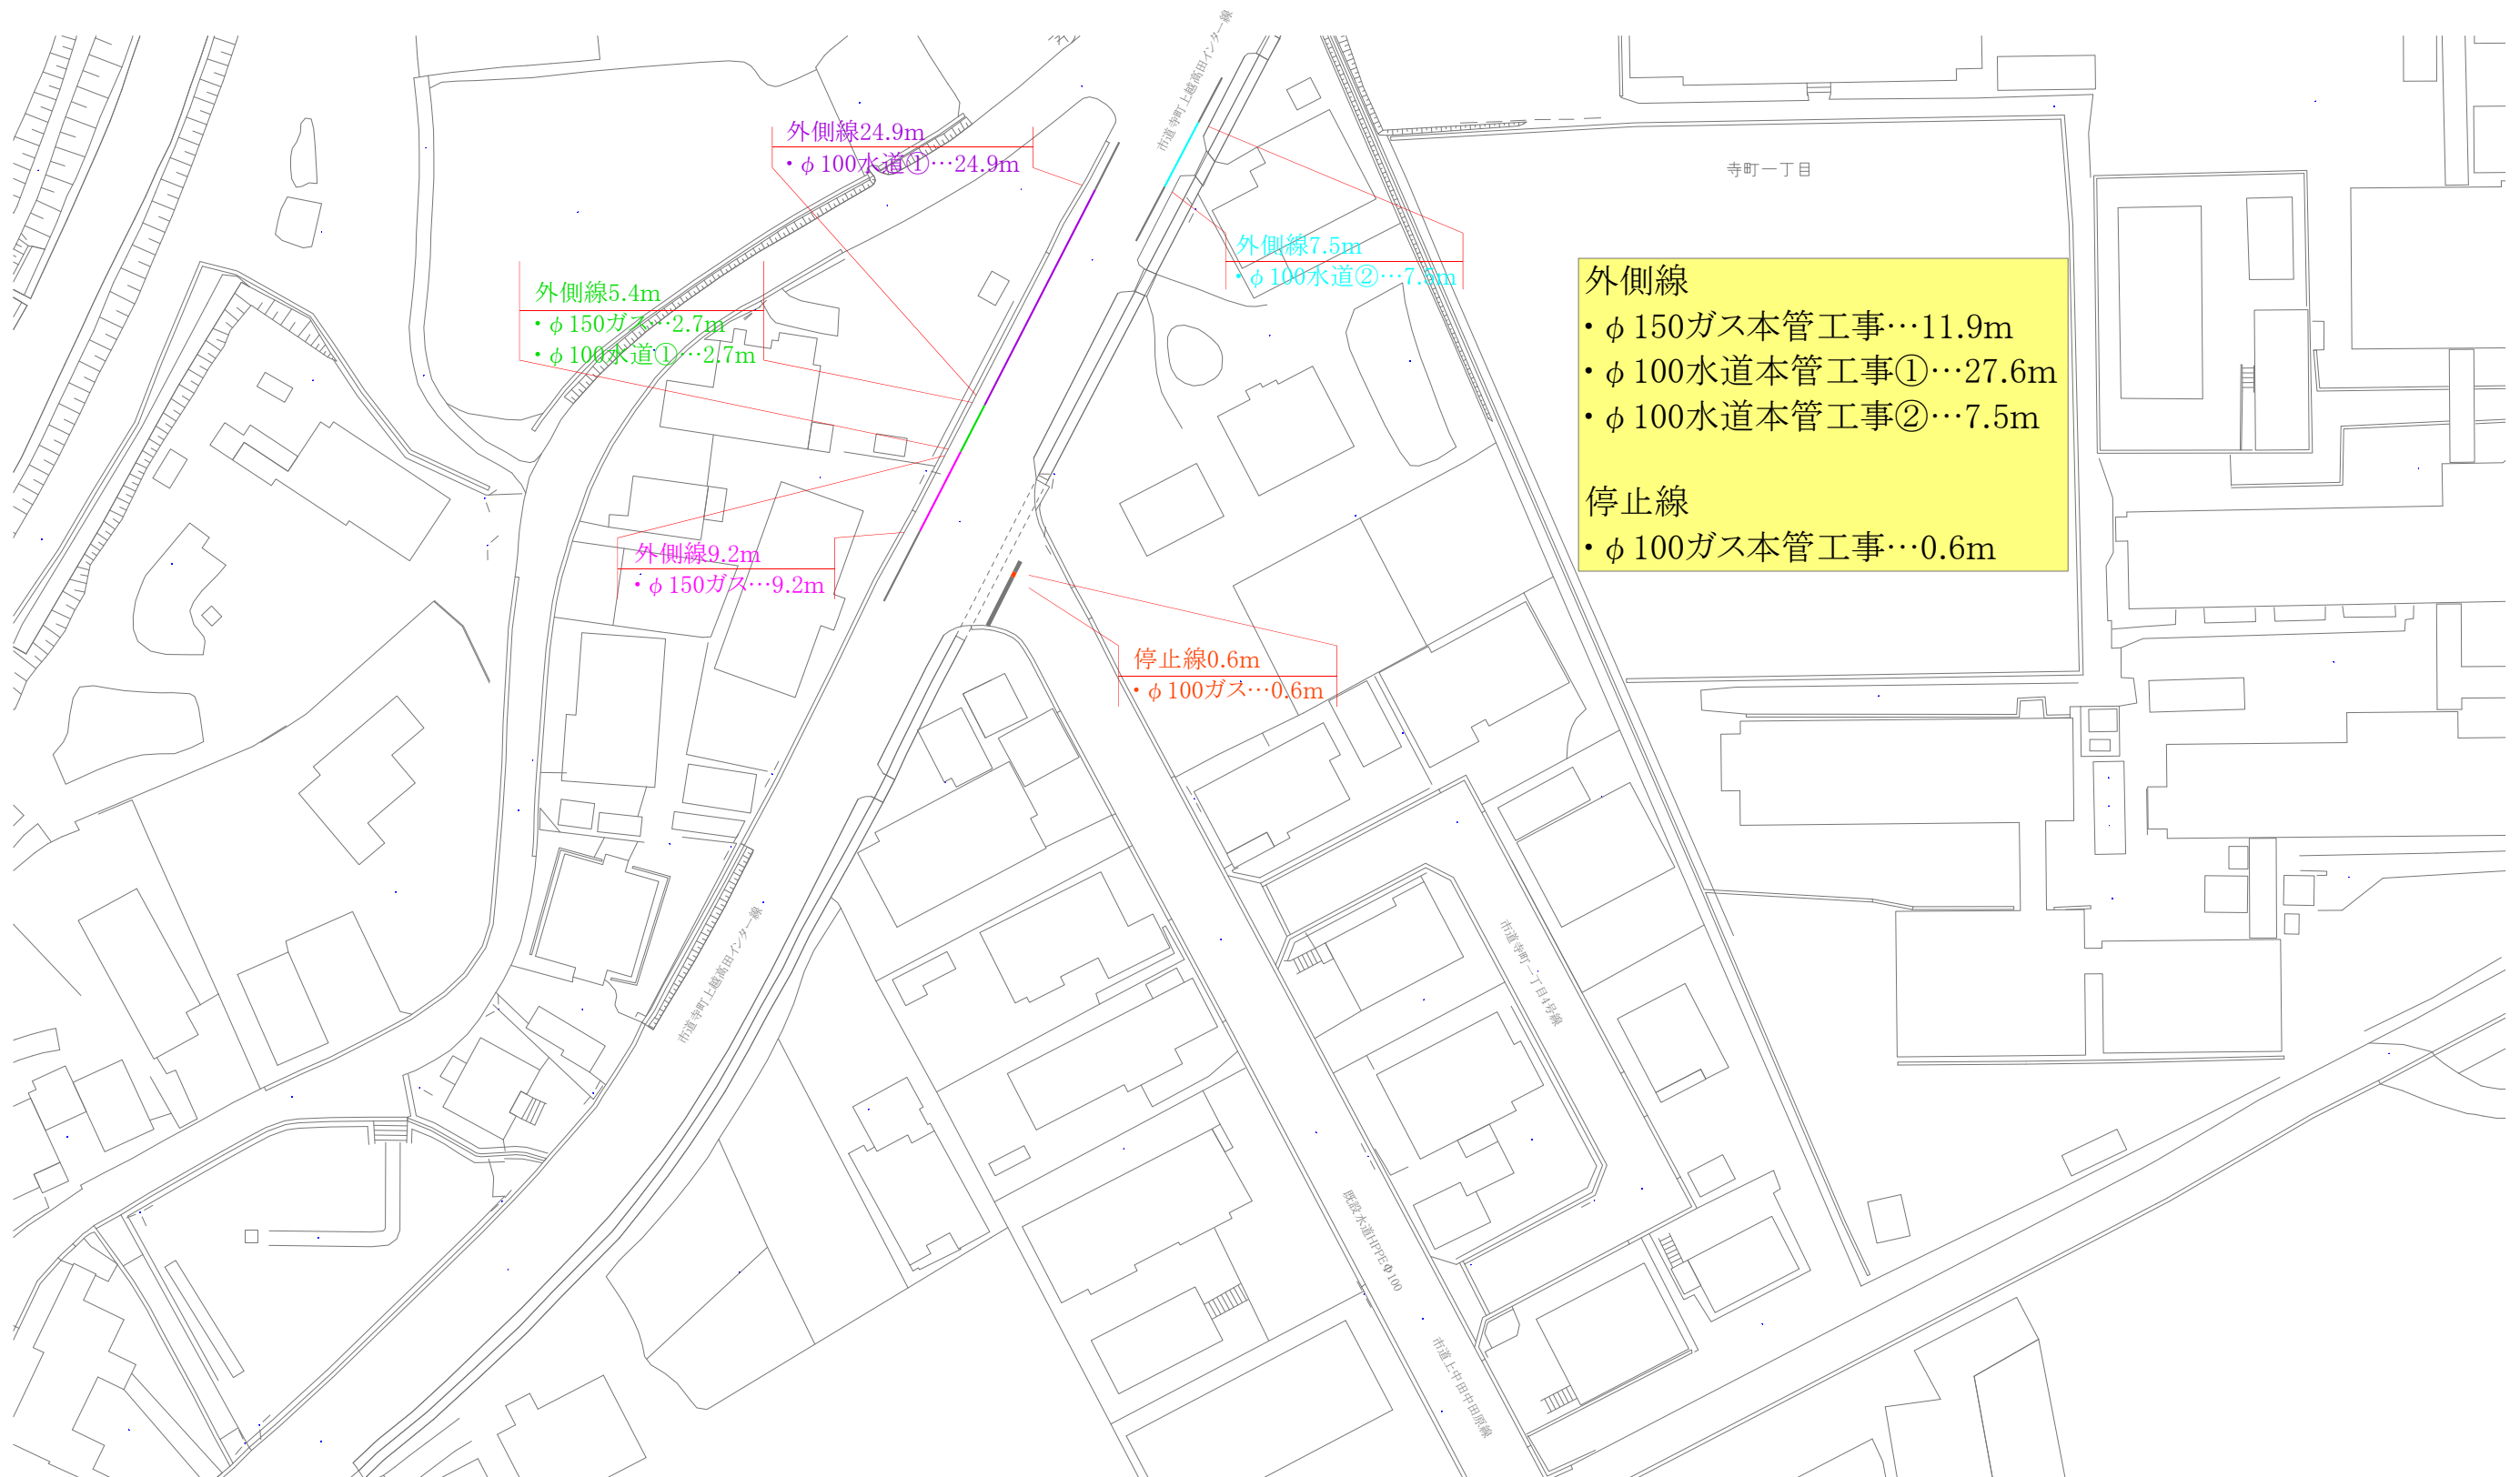 市道寺町上越高田インター線
外側線24.9m
・φ100水道①…24.9m
寺町一丁目
外側線7.5m
・φ100水道②…7.5m
外側線5.4m
・φ150ガス…2.7m
・φ100水道①…2.7m
外側線
・φ150ガス本管工事…11.9m
・φ100水道本管工事①…27.6m
・φ100水道本管工事②…7.5m
停止線
・φ100ガス本管工事…0.6m
外側線9.2m
・φ150ガス…9.2m
停止線0.6m
・φ100ガス…0.6m
市道寺町上越高田インター線
市道寺町一丁目4号線
既設水道HPPEΦ100
市道上中田中田原線